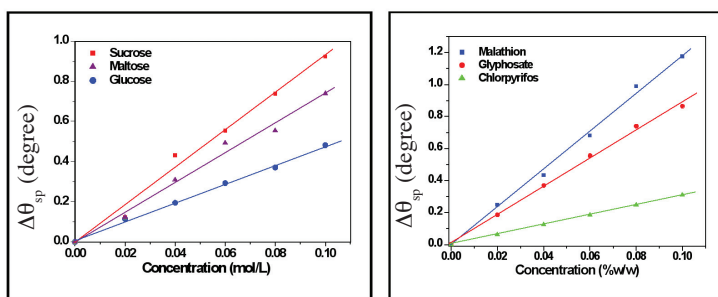 Δθsp (degree)
1.0
0.8
0.6
0.4
0.2
0.0
Sucrose
Maltose
Glucose
0.00 0.02 0.04 0.06 0.08 0.10
Concentration (mol/L)
Δθsp (degree)
1.2
1.0
0.8
0.6
0.4
0.2
0.0
Malathion
Glyphosate
Chlorpyrifos
0.00 0.02 0.04 0.06 0.08 0.10
Concentration (%w/w)